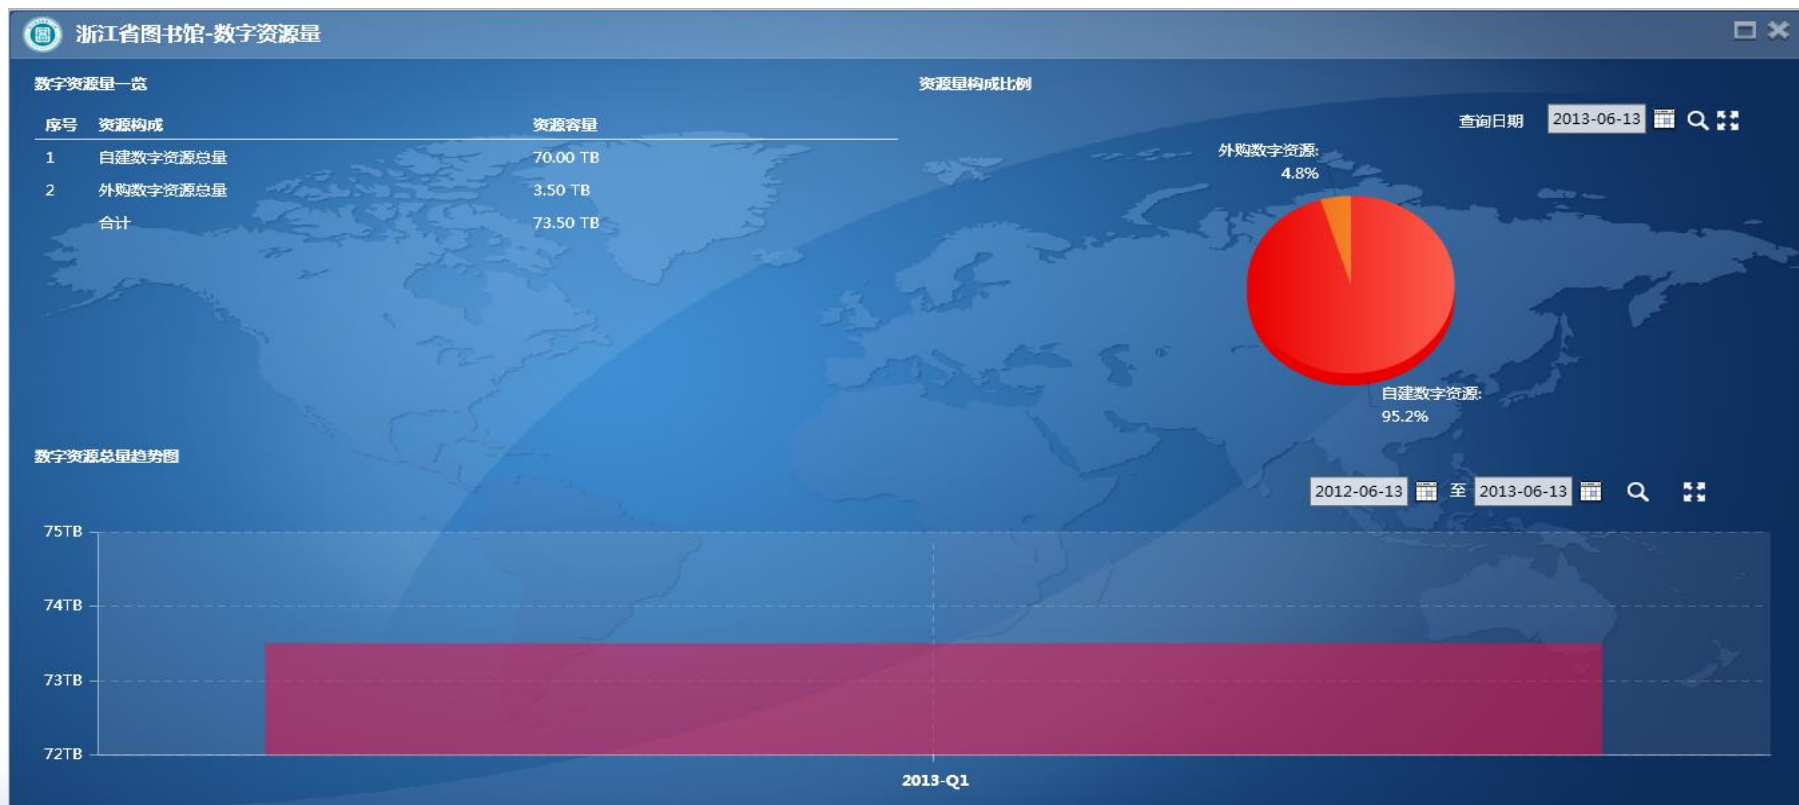 浙江省图书馆-数字资源量
数字资源量一览
序号 资源构成 资源容量
1 自建数字资源总量 70.00 TB
2 外购数字资源总量 3.50 TB
合计 73.50 TB
资源量构成比例
查询日期 2013-06-13
外购数字资源:
4.8%
自建数字资源:
95.2%
数字资源总量趋势图
2012-06-13 至 2013-06-13
75TB
74TB
73TB
72TB
2013-Q1